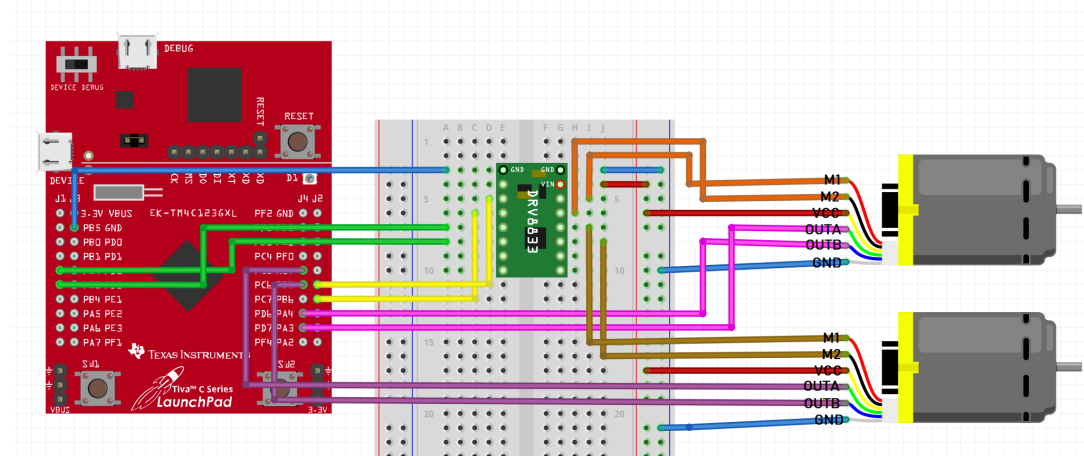 DEBUG
DEVICE DEBUG
RESET
RESET
DEVICE
D1
J1
J4 J2
3.3V VBUS
EK-TM4C1236XL
PF2 GND
PB5 GND
PB0 PD0
PB1 PD1
PC4 PF0
PC6
PC7 PB6
PB4 PE1
PA5 PE2
PD6 PA4
PA6 PE3
PD7 PA3
PA7 PF1
PF4 PA2
TEXAS INSTRUMENTS
SW1
SW2
Tiva™ C Series
LaunchPad
VBUS
3.3V
A B C D E
F G H I J
1
5
10
10
15
15
20
20
GND
GND
VIN
DRV8833
M1
M2
VCC
OUTA
OUTB
GND
M1
M2
VCC
OUTA
OUTB
GND